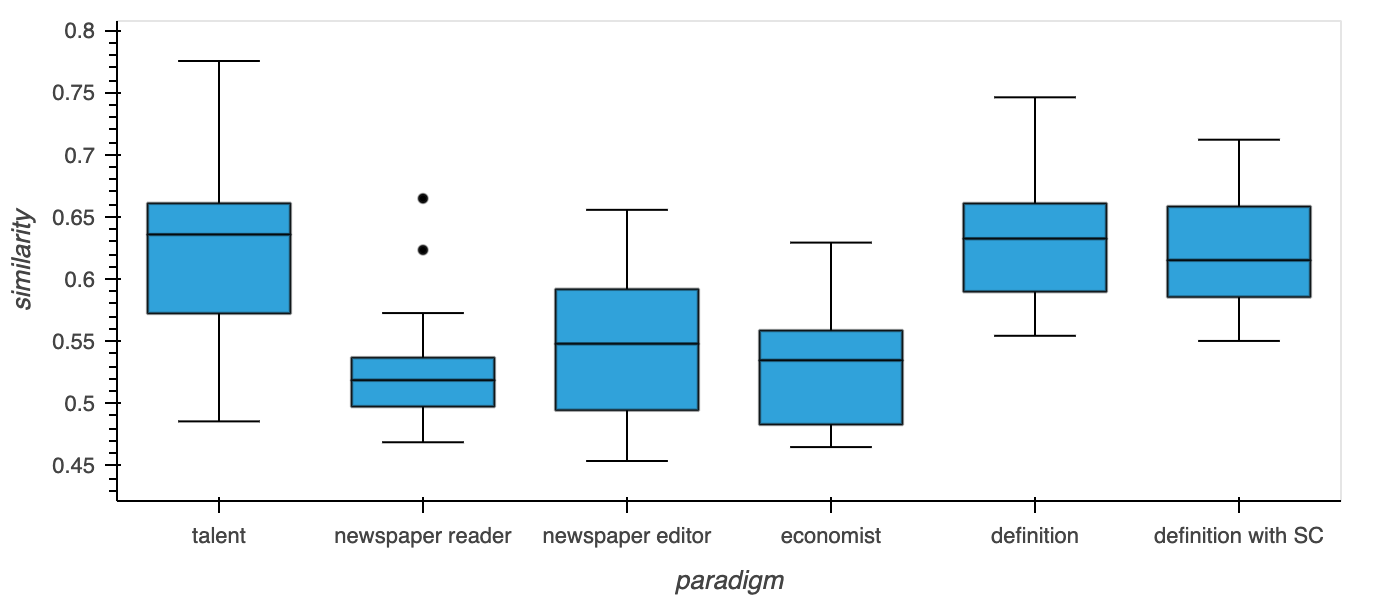 0.8
0.75
0.7
0.65
0.6
0.55
0.5
0.45
similarity
talent
newspaper reader
newspaper editor
economist
definition
definition with SC
paradigm